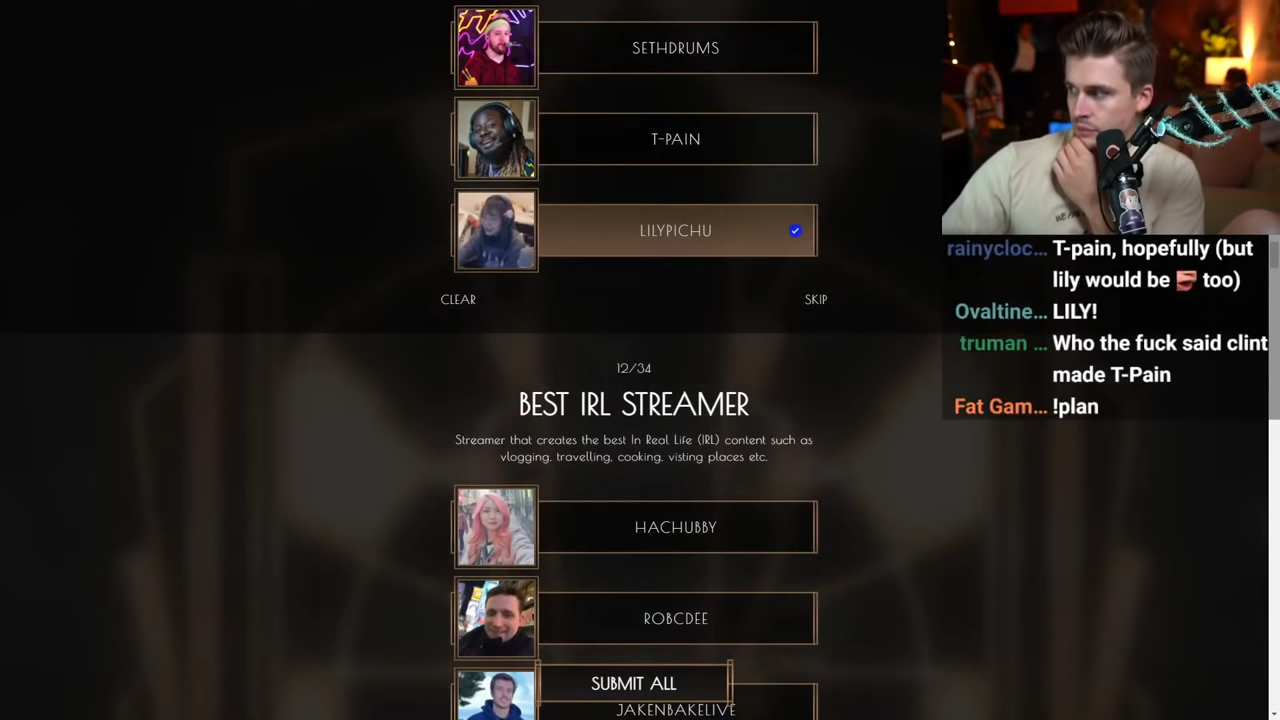 SETHDRUMS
T-PAIN
LILYPICHU
CLEAR
SKIP
12/34
BEST IRL STREAMER
Streamer that creates the best In Real Life (IRL) content such as
vlogging, travelling, cooking, visting places etc.
HACHUBBY
ROBCDEE
SUBMIT ALL
JAKENBAKELIVE
rainycloc... T-pain, hopefully (but
lily would be too)
Ovaltine... LILY!
truman ... Who the fuck said clint
made T-Pain
Fat Gam... !plan